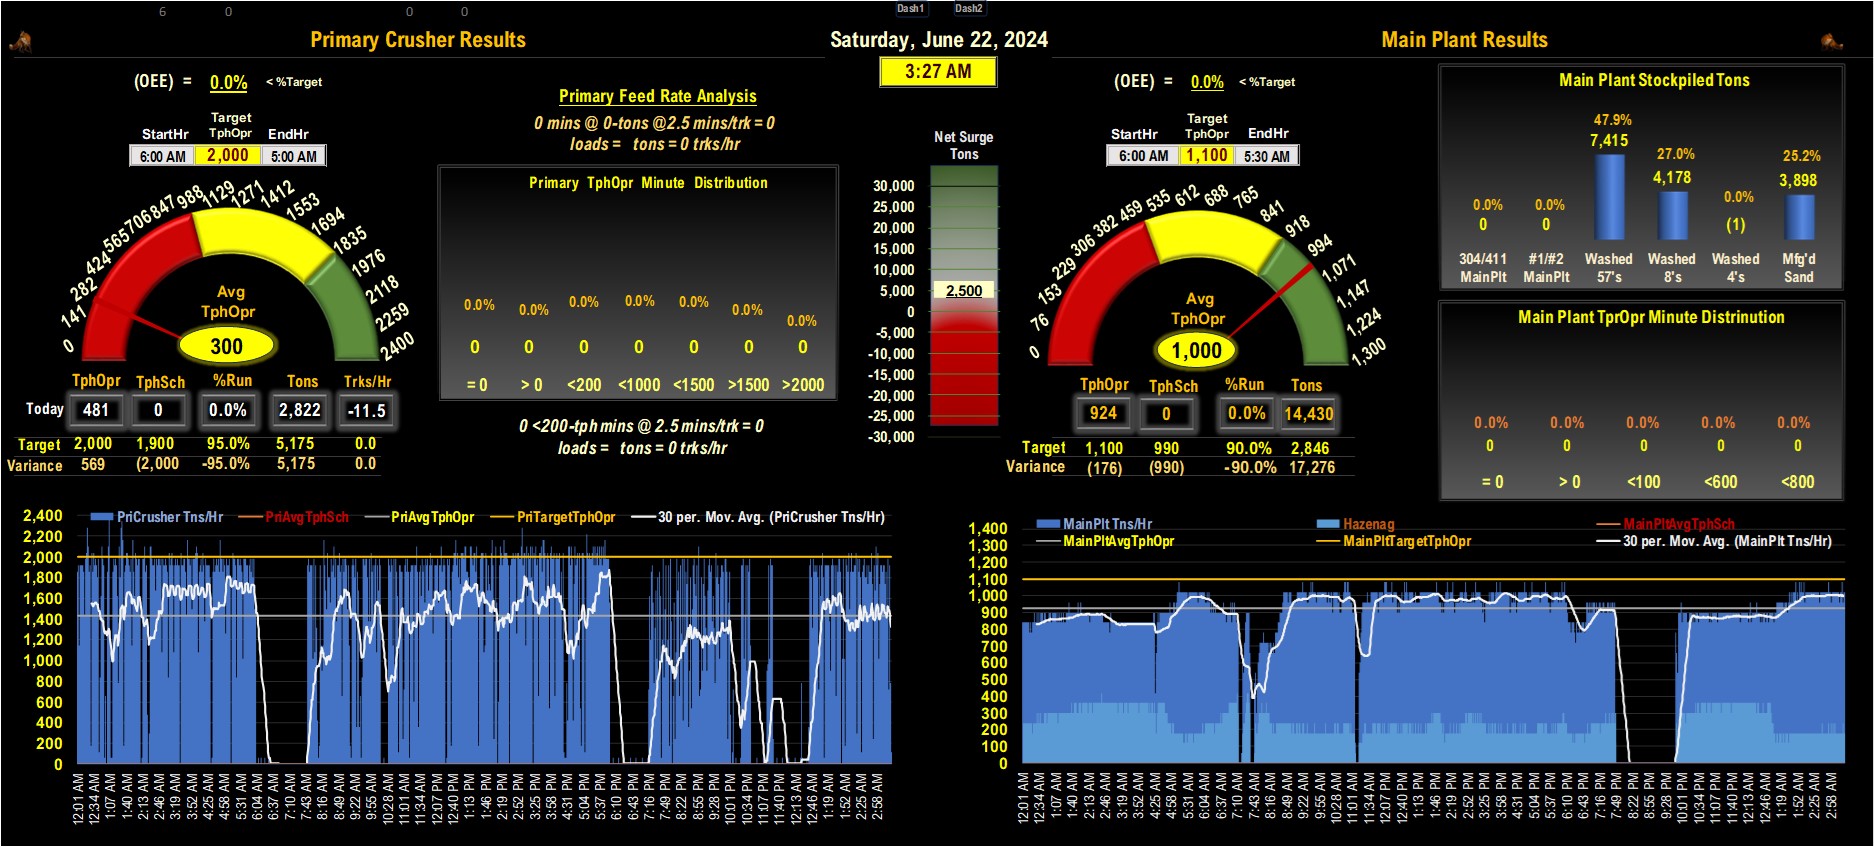 6 0 0 0 Dash1 Dash2
Primary Crusher Results
Saturday, June 22, 2024
Main Plant Results
3:27 AM
(OEE) = 0.0% < %Target
Target
StartHr TphOpr EndHr
6:00 AM 2,000 5:00 AM
0 141 282 424 565 706 847 988 1129 1271 1412 1553 1694 1835 1976 2118 2259 2400
Avg
TphOpr
300
TphOpr TphSch %Run Tons Trks/Hr
Today 481 0 0.0% 2,822 -11.5
Target 2,000 1,900 95.0% 5,175 0.0
Variance 569 (2,000 -95.0% 5,175 0.0
Primary Feed Rate Analysis
0 mins @ 0-tons @2.5 mins/trk = 0
loads = tons = 0 trks/hr
Primary TphOpr Minute Distribution
0.0% 0.0% 0.0% 0.0% 0.0% 0.0% 0.0%
0 0 0 0 0 0 0
= 0 > 0 <200 <1000 <1500 >1500 >2000
0 <200-tph mins @ 2.5 mins/trk = 0
loads = tons = 0 trks/hr
Net Surge
Tons
30,000
25,000
20,000
15,000
10,000
5,000
2,500
0
-5,000
-10,000
-15,000
-20,000
-25,000
-30,000
(OEE) = 0.0% < %Target
Target
StartHr TphOpr EndHr
6:00 AM 1,100 5:30 AM
0 76 153 229 306 382 459 535 612 688 765 841 918 994 1,071 1,147 1,224 1,300
Avg
TphOpr
1,000
TphOpr TphSch %Run Tons
924 0 0.0% 14,430
Target 1,100 990 90.0% 2,846
Variance (176) (990) -90.0% 17,276
Main Plant Stockpiled Tons
0.0% 0.0% 47.9% 27.0% 0.0% 25.2%
0 0 7,415 4,178 (1) 3,898
304/411 #1/#2 Washed Washed Washed Mfg'd
MainPlt MainPlt 57's 8's 4's Sand
Main Plant TprOpr Minute Distrinution
0.0% 0.0% 0.0% 0.0% 0.0%
0 0 0 0 0
= 0 > 0 <100 <600 <800
PriCrusher Tns/Hr PriAvgTphSch PriAvgTphOpr PriTargetTphOpr 30 per. Mov. Avg. (PriCrusher Tns/Hr)
2,400
2,200
2,000
1,800
1,600
1,400
1,200
1,000
800
600
400
200
0
12:01 AM 12:34 AM 1:07 AM 1:40 AM 2:13 AM 2:46 AM 3:19 AM 3:52 AM 4:25 AM 4:58 AM 5:31 AM 6:04 AM 6:37 AM 7:10 AM 7:43 AM 8:16 AM 8:49 AM 9:22 AM 9:55 AM 10:28 AM 11:01 AM 11:34 AM 12:07 PM 12:40 PM 1:13 PM 1:46 PM 2:19 PM 2:52 PM 3:25 PM 3:58 PM 4:31 PM 5:04 PM 5:37 PM 6:10 PM 6:43 PM 7:16 PM 7:49 PM 8:22 PM 8:55 PM 9:28 PM 10:01 PM 10:34 PM 11:07 PM 11:40 PM 12:13 AM 12:46 AM 1:19 AM 1:52 AM 2:25 AM 2:58 AM
MainPlt Tns/Hr Hazenag MainPltAvgTphSch
MainPltAvgTphOpr MainPltTargetTphOpr 30 per. Mov. Avg. (MainPlt Tns/Hr)
1,400
1,300
1,200
1,100
1,000
900
800
700
600
500
400
300
200
100
0
12:01 AM 12:34 AM 1:07 AM 1:40 AM 2:13 AM 2:46 AM 3:19 AM 3:52 AM 4:25 AM 4:58 AM 5:31 AM 6:04 AM 6:37 AM 7:10 AM 7:43 AM 8:16 AM 8:49 AM 9:22 AM 9:55 AM 10:28 AM 11:01 AM 11:34 AM 12:07 PM 12:40 PM 1:13 PM 1:46 PM 2:19 PM 2:52 PM 3:25 PM 3:58 PM 4:31 PM 5:04 PM 5:37 PM 6:10 PM 6:43 PM 7:16 PM 7:49 PM 8:22 PM 8:55 PM 9:28 PM 10:01 PM 10:34 PM 11:07 PM 11:40 PM 12:13 AM 12:46 AM 1:19 AM 1:52 AM 2:25 AM 2:58 AM